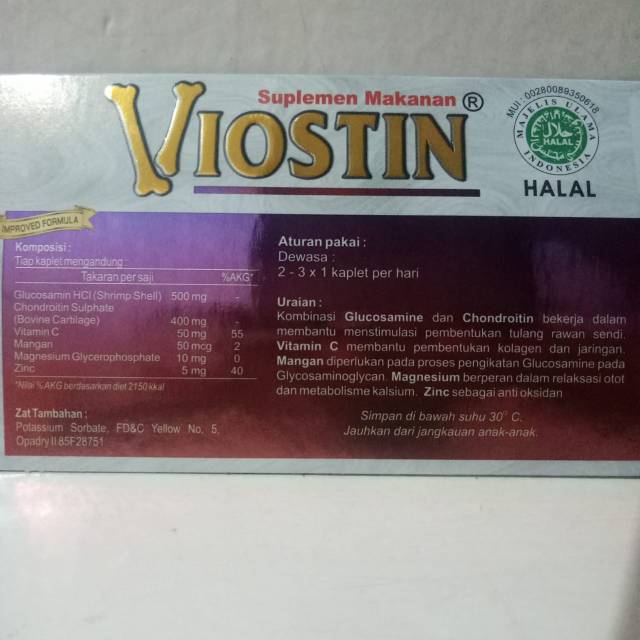 Suplemen Makanan
VIOSTIN®
MUI - 00280089350618
MAJELIS ULAMA INDONESIA
حلال
HALAL
HALAL
IMPROVED FORMULA
Komposisi :
Tiap kaplet mengandung :
Takaran per saji %AKG*
Glucosamin HCl (Shrimp Shell) 500 mg -
Chondroitin Sulphate
(Bovine Cartilage) 400 mg -
Vitamin C 50 mg 55
Mangan 50 mcg 2
Magnesium Glycerophosphate 10 mg 0
Zinc 5 mg 40
*Nilai % AKG berdasarkan diet 2150 kkal
Zat Tambahan :
Potassium Sorbate, FD&C Yellow No. 5,
Opadry II 85F28751
Aturan pakai :
Dewasa :
2 - 3 x 1 kaplet per hari
Uraian :
Kombinasi Glucosamine dan Chondroitin bekerja dalam
membantu menstimulasi pembentukan tulang rawan sendi.
Vitamin C membantu pembentukan kolagen dan jaringan.
Mangan diperlukan pada proses pengikatan Glucosamine pada
Glycosaminoglycan. Magnesium berperan dalam relaksasi otot
dan metabolisme kalsium. Zinc sebagai anti oksidan
Simpan di bawah suhu 30° C.
Jauhkan dari jangkauan anak-anak.